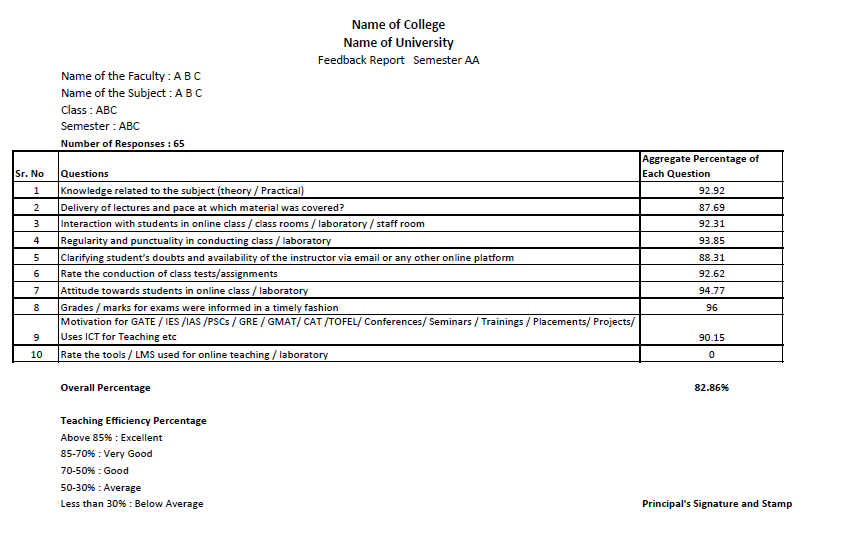 Name of College
Name of University
Feedback Report Semester AA
Name of the Faculty : A B C
Name of the Subject : A B C
Class : ABC
Semester : ABC
Number of Responses : 65
Sr. No Questions Aggregate Percentage of Each Question
1 Knowledge related to the subject (theory / Practical) 92.92
2 Delivery of lectures and pace at which material was covered? 87.69
3 Interaction with students in online class / class rooms / laboratory / staff room 92.31
4 Regularity and punctuality in conducting class / laboratory 93.85
5 Clarifying student's doubts and availability of the instructor via email or any other online platform 88.31
6 Rate the conduction of class tests/assignments 92.62
7 Attitude towards students in online class / laboratory 94.77
8 Grades / marks for exams were informed in a timely fashion 96
Motivation for GATE / IES /IAS /PSCs / GRE / GMAT/ CAT /TOFEL/ Conferences/ Seminars / Trainings / Placements/ Projects/
9 Uses ICT for Teaching etc 90.15
10 Rate the tools / LMS used for online teaching / laboratory 0
Overall Percentage 82.86%
Teaching Efficiency Percentage
Above 85% : Excellent
85-70% : Very Good
70-50% : Good
50-30% : Average
Less than 30% : Below Average
Principal's Signature and Stamp